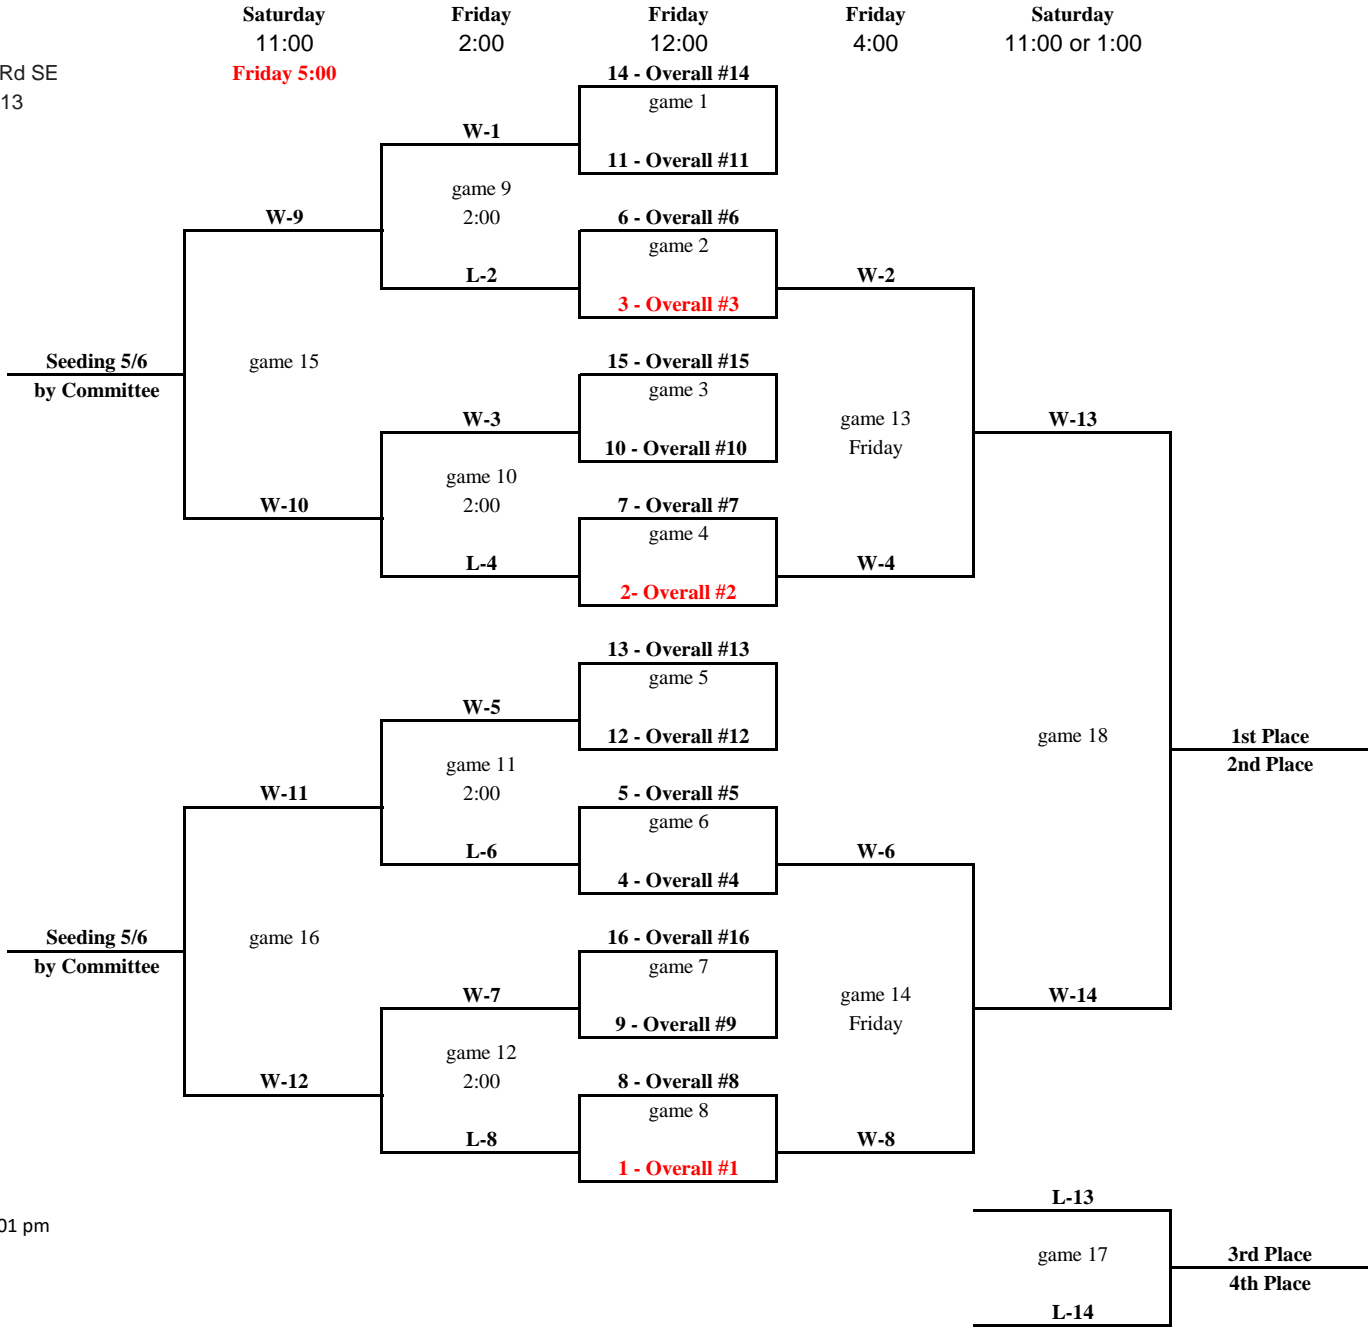 Saturday Friday Friday Friday Saturday
11:00 2:00 12:00 4:00 11:00 or 1:00
Rd SE Friday 5:00 14 - Overall #14
13 game 1
W-1
11 - Overall #11
game 9
W-9 2:00 6 - Overall #6
game 2
L-2 W-2
3 - Overall #3
Seeding 5/6 game 15 15 - Overall #15
by Committee game 3
W-3 game 13 W-13
10 - Overall #10 Friday
game 10
W-10 2:00 7 - Overall #7
game 4
L-4 W-4
2- Overall #2
13 - Overall #13
game 5
W-5
12 - Overall #12 game 18 1st Place
game 11 2nd Place
W-11 2:00 5 - Overall #5
game 6
L-6 W-6
4 - Overall #4
Seeding 5/6 game 16 16 - Overall #16
by Committee game 7
W-7 game 14 W-14
9 - Overall #9 Friday
game 12
W-12 2:00 8 - Overall #8
game 8
L-8 W-8
1 - Overall #1
L-13
01 pm
game 17 3rd Place
4th Place
L-14